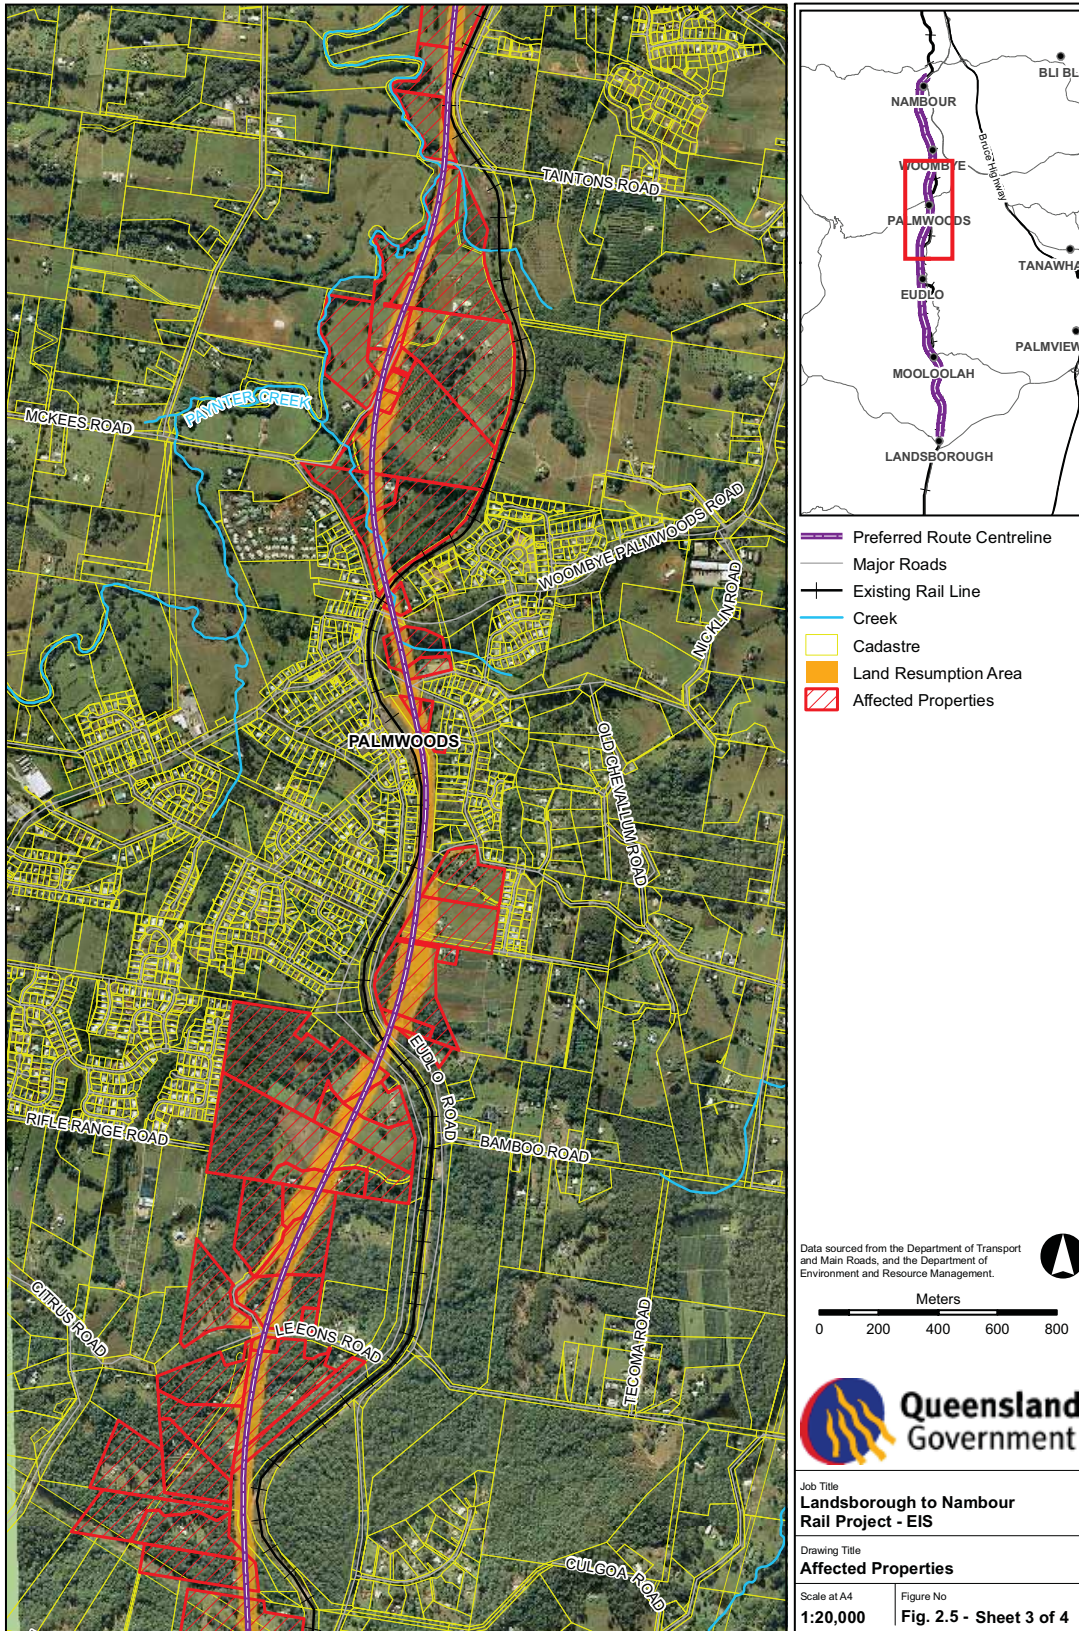 TAINTONS ROAD
PAYNTER CREEK
MCKEES ROAD
WOOMBYE PALMWOODS ROAD
NICKLIN ROAD
PALMWOODS
OLD CHEVALLUM ROAD
EUDLO ROAD
RIFLE RANGE ROAD
BAMBOO ROAD
CITRUS ROAD
LEEONS ROAD
TECOMA ROAD
CULGOA ROAD
BLI BL
NAMBOUR
Bruce Highway
WOOMBYE
PALMWOODS
TANAWHA
EUDLO
PALMVIEW
MOOLOOLAH
LANDSBOROUGH
Preferred Route Centreline
Major Roads
Existing Rail Line
Creek
Cadastre
Land Resumption Area
Affected Properties
Data sourced from the Department of Transport
and Main Roads, and the Department of
Environment and Resource Management.
Meters
0 200 400 600 800
Queensland
Government
Job Title
Landsborough to Nambour
Rail Project - EIS
Drawing Title
Affected Properties
Scale at A4
1:20,000
Figure No
Fig. 2.5 - Sheet 3 of 4